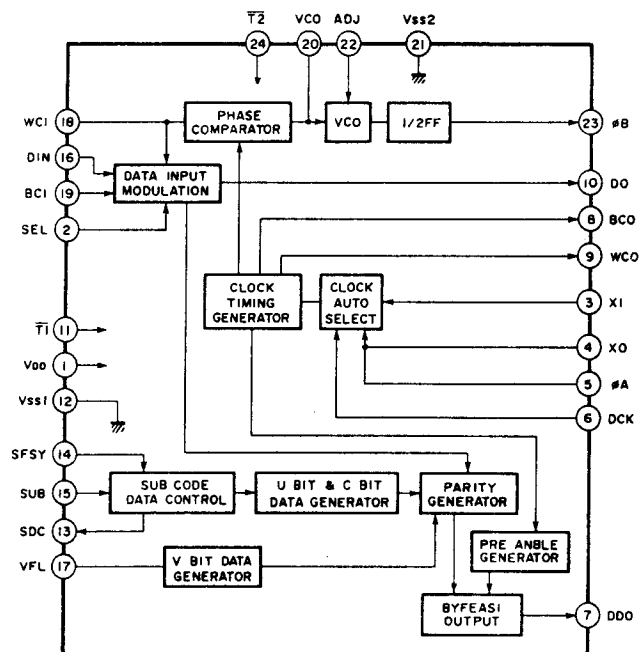 T2 VCO ADJ Vss2
24 20 22 21
WCI 18
PHASE
COMPARATOR
VCO
1/2FF
23 øB
DIN 16
DATA INPUT
MODULATION
10 DO
BCI 19
8 BCO
SEL 2
9 WCO
CLOCK
TIMING
GENERATOR
CLOCK
AUTO
SELECT
3 XI
T1 11
4 XO
VDD 1
5 øA
Vss1 12
6 DCK
SFSY 14
SUB 15
SUB CODE
DATA CONTROL
U BIT & C BIT
DATA GENERATOR
PARITY
GENERATOR
SDC 13
PRE ANBLE
GENERATOR
VFL 17
V BIT DATA
GENERATOR
BYFEASI
OUTPUT
7 DDO